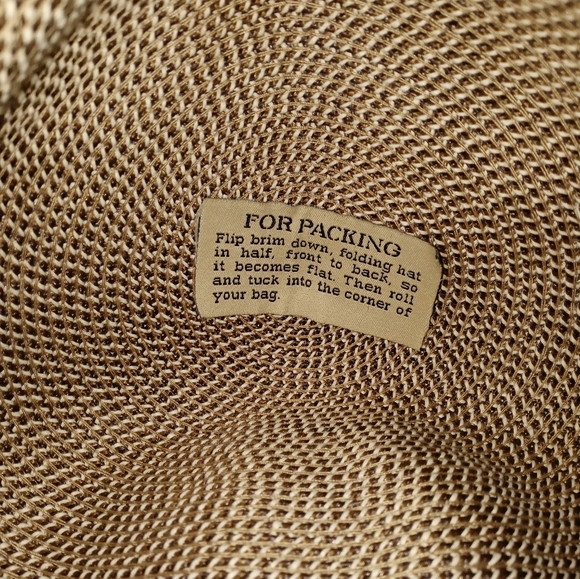 FOR PACKING
Flip brim down, folding hat
in half, front to back, so
it becomes flat. Then roll
and tuck into the corner of
your bag.